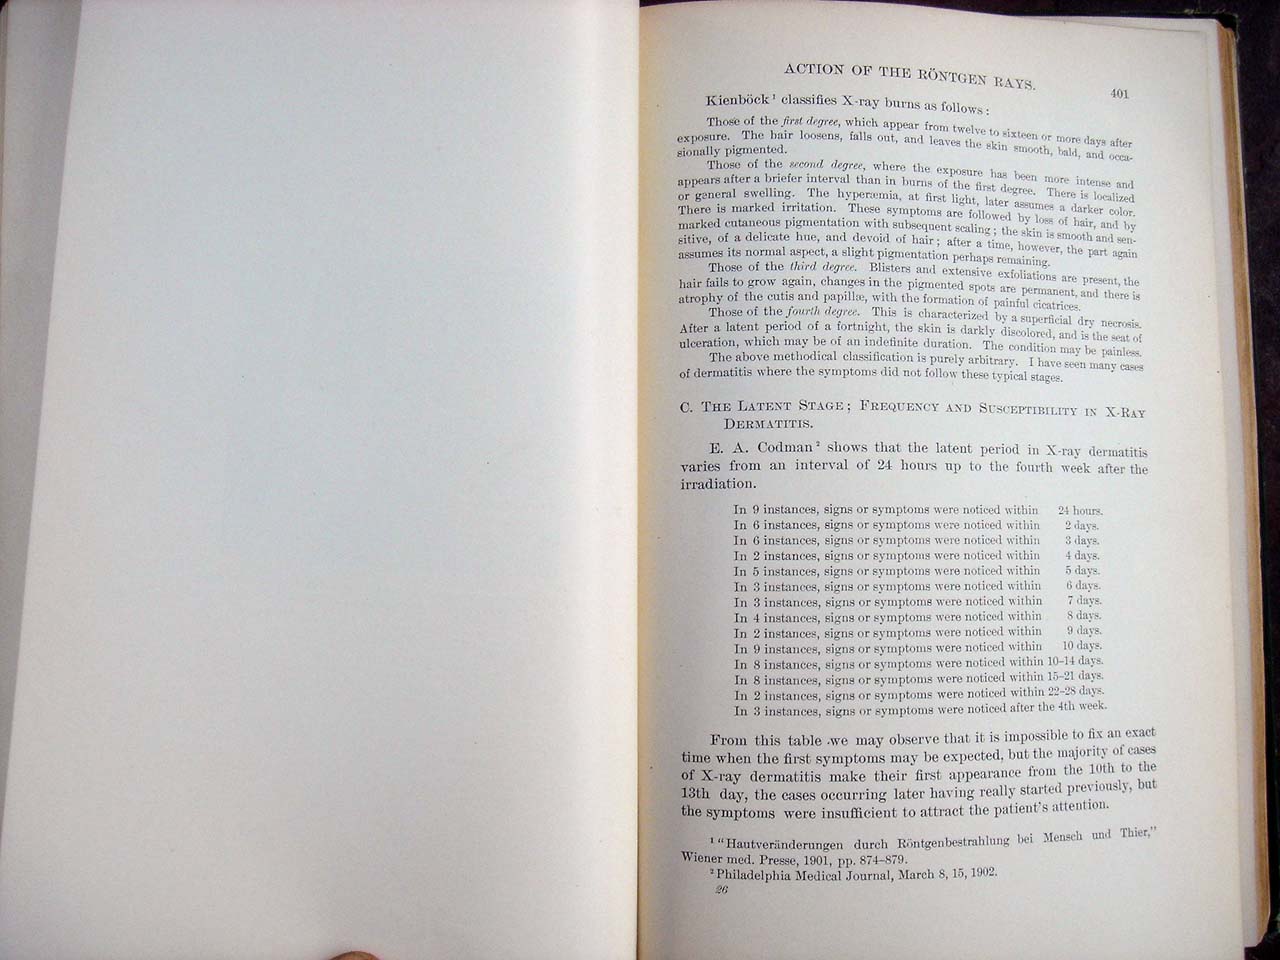 ACTION OF THE RÖNTGEN RAYS.
401
Kienböck¹ classifies X-ray burns as follows:
Those of the first degree, which appear from twelve to sixteen or more days after
exposure. The hair loosens, falls out, and leaves the skin smooth, bald, and occa-
sionally pigmented.
Those of the second degree, where the exposure has been more intense and
appears after a briefer interval than in burns of the first degree. There is localized
or general swelling. The hyperæmia, at first light, later assumes a darker color.
There is marked irritation. These symptoms are followed by loss of hair, and by
marked cutaneous pigmentation with subsequent scaling; the skin is smooth and sen-
sitive, of a delicate hue, and devoid of hair; after a time, however, the part again
assumes its normal aspect, a slight pigmentation perhaps remaining.
Those of the third degree. Blisters and extensive exfoliations are present, the
hair fails to grow again, changes in the pigmented spots are permanent, and there is
atrophy of the cutis and papillæ, with the formation of painful cicatrices.
Those of the fourth degree. This is characterized by a superficial dry necrosis.
After a latent period of a fortnight, the skin is darkly discolored, and is the seat of
ulceration, which may be of an indefinite duration. The condition may be painless.
The above methodical classification is purely arbitrary. I have seen many cases
of dermatitis where the symptoms did not follow these typical stages.
C. THE LATENT STAGE; FREQUENCY AND SUSCEPTIBILITY IN X-RAY
DERMATITIS.
E. A. Codman² shows that the latent period in X-ray dermatitis
varies from an interval of 24 hours up to the fourth week after the
irradiation.
In 9 instances, signs or symptoms were noticed within 24 hours.
In 6 instances, signs or symptoms were noticed within 2 days.
In 6 instances, signs or symptoms were noticed within 3 days.
In 2 instances, signs or symptoms were noticed within 4 days.
In 5 instances, signs or symptoms were noticed within 5 days.
In 3 instances, signs or symptoms were noticed within 6 days.
In 3 instances, signs or symptoms were noticed within 7 days.
In 4 instances, signs or symptoms were noticed within 8 days.
In 2 instances, signs or symptoms were noticed within 9 days.
In 9 instances, signs or symptoms were noticed within 10 days.
In 8 instances, signs or symptoms were noticed within 10–14 days.
In 8 instances, signs or symptoms were noticed within 15–21 days.
In 2 instances, signs or symptoms were noticed within 22–28 days.
In 3 instances, signs or symptoms were noticed after the 4th week.
From this table we may observe that it is impossible to fix an exact
time when the first symptoms may be expected, but the majority of cases
of X-ray dermatitis make their first appearance from the 10th to the
13th day, the cases occurring later having really started previously, but
the symptoms were insufficient to attract the patient's attention.
¹ "Hautveränderungen durch Röntgenbestrahlung bei Mensch und Thier,"
Wiener med. Presse, 1901, pp. 874–879.
² Philadelphia Medical Journal, March 8, 15, 1902.
26